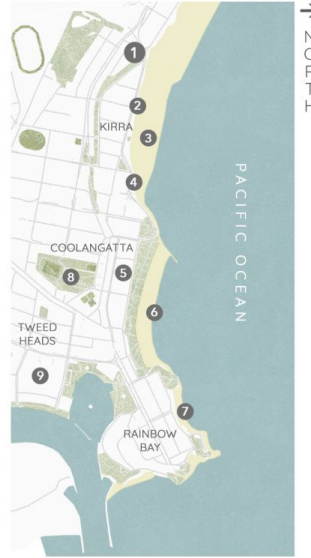 1
2
KIRRA
3
4
COOLANGATTA
5
8
6
TWEED
HEADS
9
7
RAINBOW
BAY
PACIFIC OCEAN